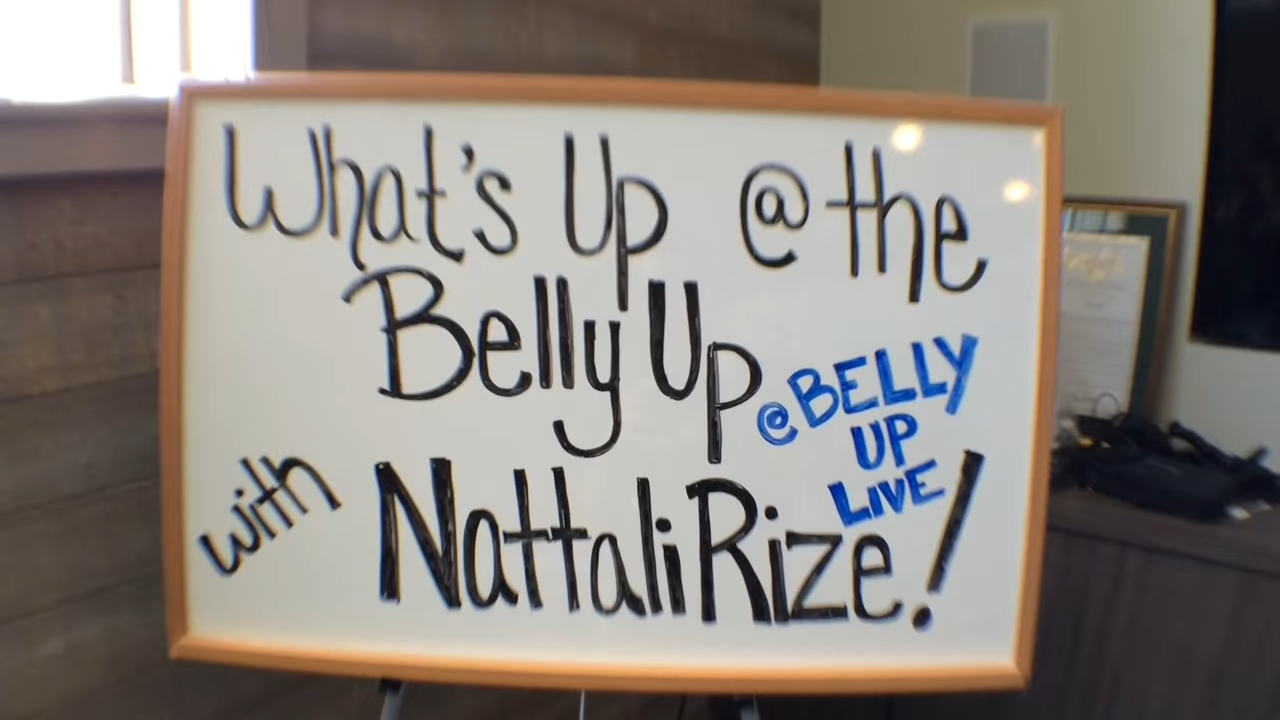 What's Up @ the
Belly Up
@BELLY
UP
LIVE
with NattaliRize!